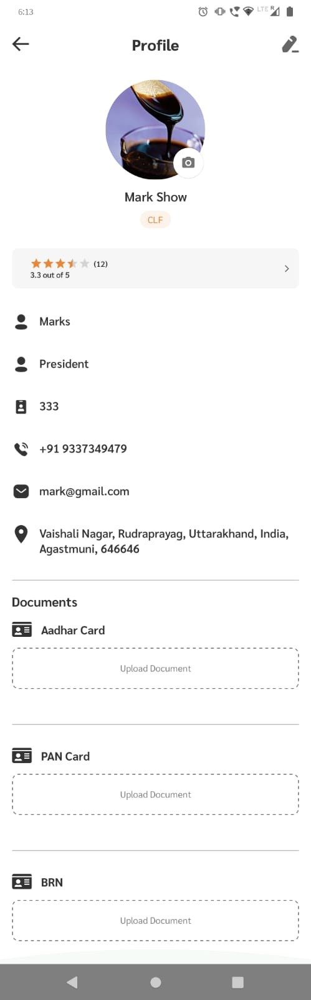 6:13
LTE R
Profile
Mark Show
CLF
(12)
3.3 out of 5
Marks
President
333
+91 9337349479
mark@gmail.com
Vaishali Nagar, Rudraprayag, Uttarakhand, India,
Agastmuni, 646646
Documents
Aadhar Card
Upload Document
PAN Card
Upload Document
BRN
Upload Document